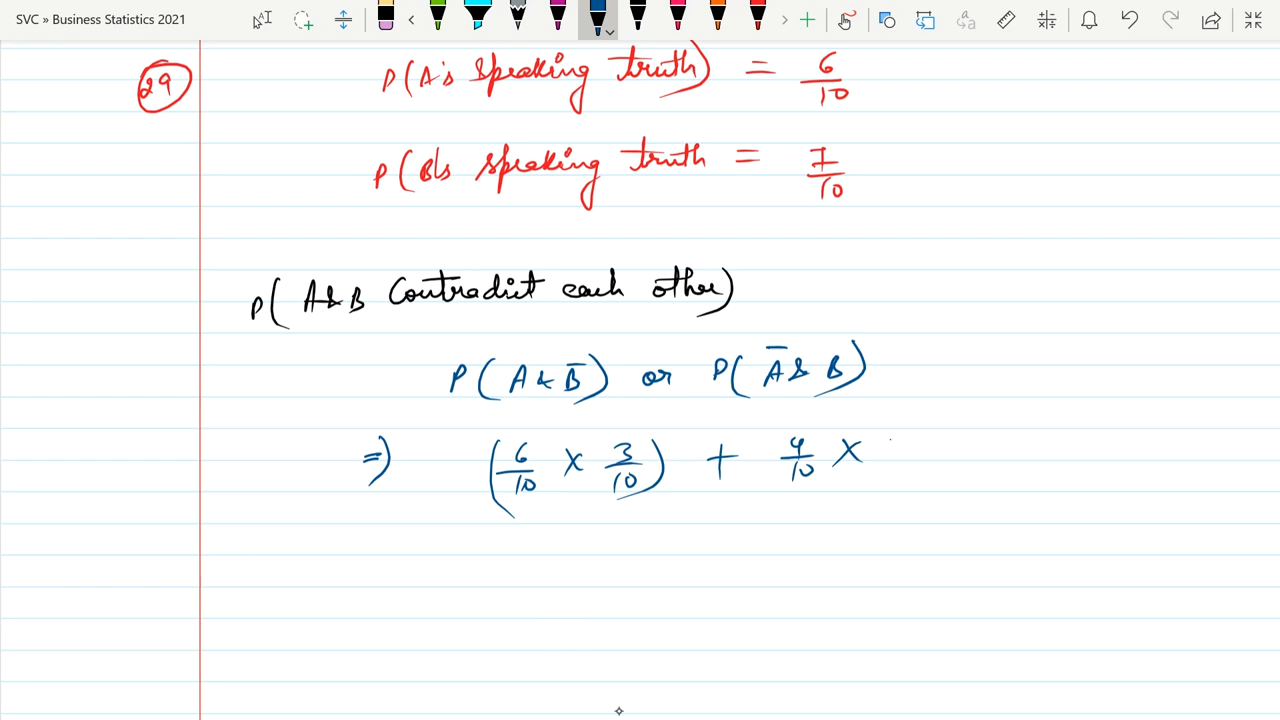 SVC » Business Statistics 2021
29
P(A's speaking truth) = 6/10
P(B's speaking truth = 7/10
P(A&B Contradict each other)
P(A & B̅) or P(A̅ & B)
⇒ (6/10 × 3/10) + 4/10 ×